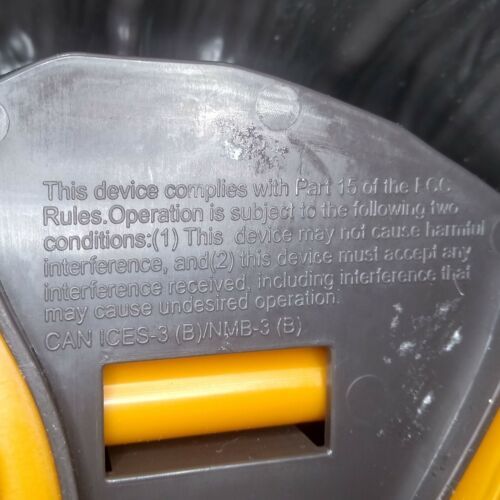 This device complies with Part 15 of the FCC
Rules.Operation is subject to the following two
conditions:(1) This device may not cause harmful
interference, and(2) this device must accept any
interference received, including interference that
may cause undesired operation.
CAN ICES-3 (B)/NMB-3 (B)